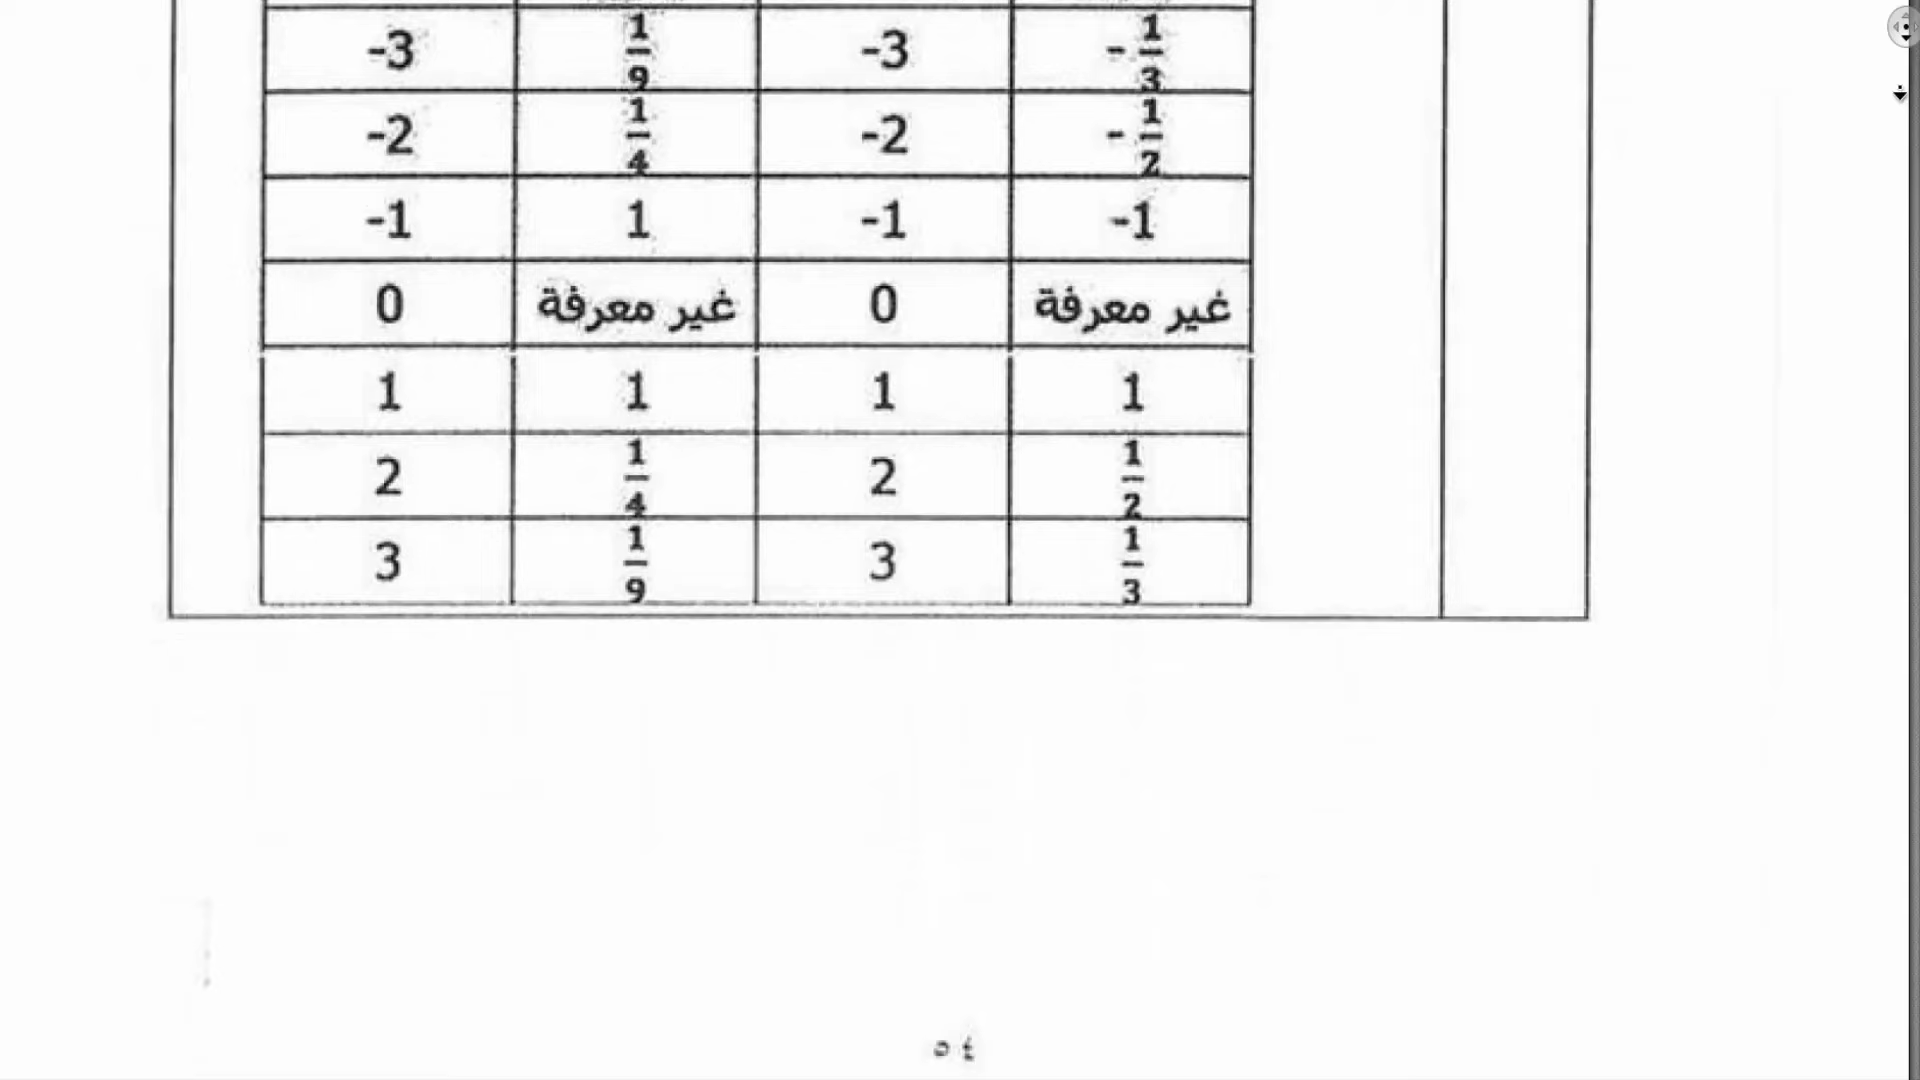 -3 1/9 -3 -1/3
-2 1/4 -2 -1/2
-1 1 -1 -1
0 غير معرفة 0 غير معرفة
1 1 1 1
2 1/4 2 1/2
3 1/9 3 1/3
٥٤